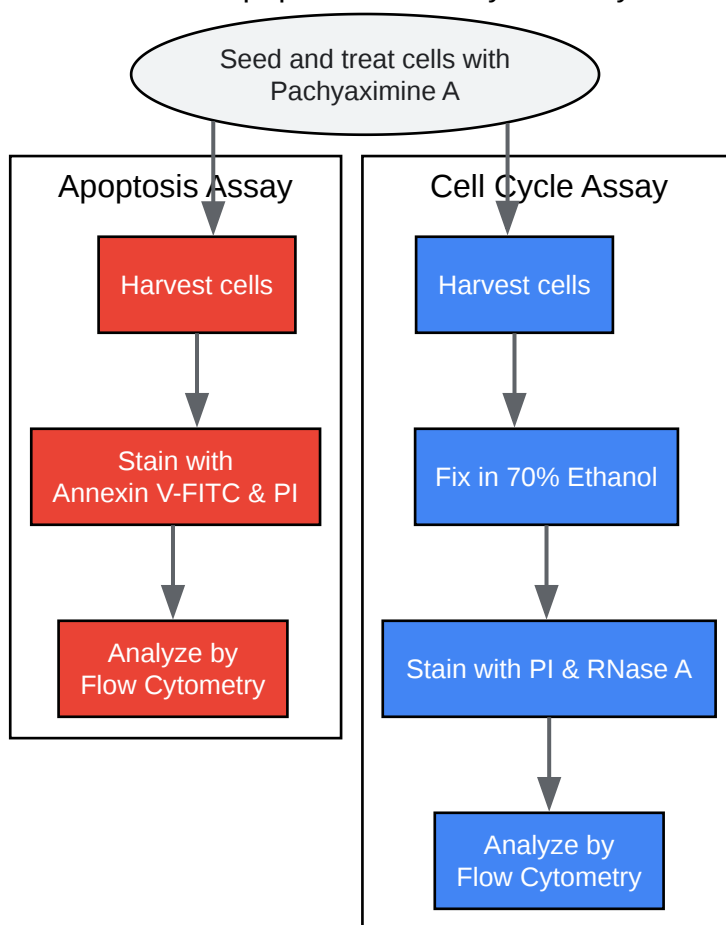 Seed and treat cells with
Pachyaximine A
Apoptosis Assay
Harvest cells
Stain with
Annexin V-FITC & PI
Analyze by
Flow Cytometry
Cell Cycle Assay
Harvest cells
Fix in 70% Ethanol
Stain with PI & RNase A
Analyze by
Flow Cytometry